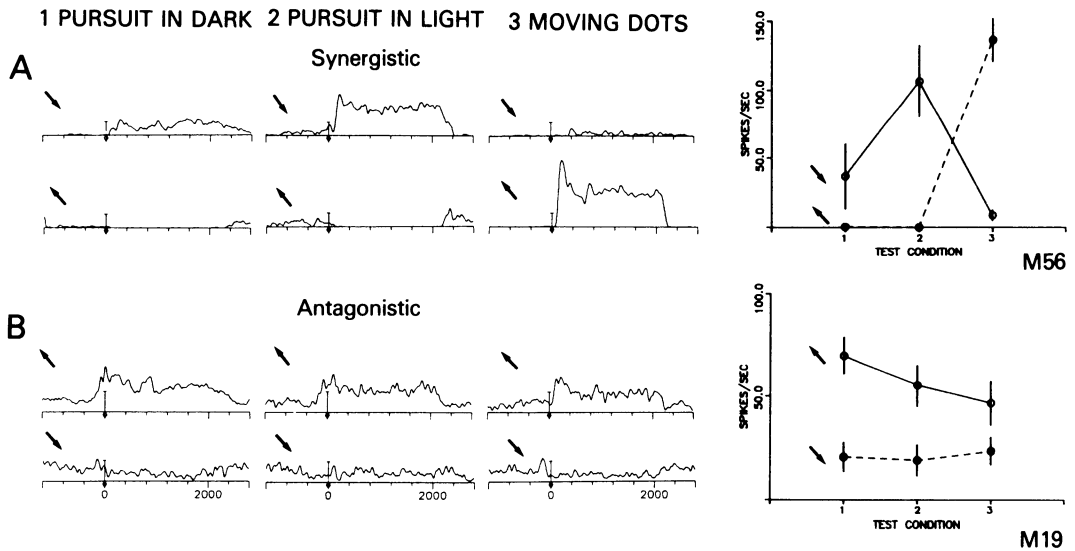 1 PURSUIT IN DARK 2 PURSUIT IN LIGHT 3 MOVING DOTS
A
Synergistic
150.0
100.0
50.0
SPIKES/SEC
1 2 3
TEST CONDITION
M56
B
Antagonistic
0 2000
0 2000
0 2000
100.0
50.0
SPIKES/SEC
1 2 3
TEST CONDITION
M19